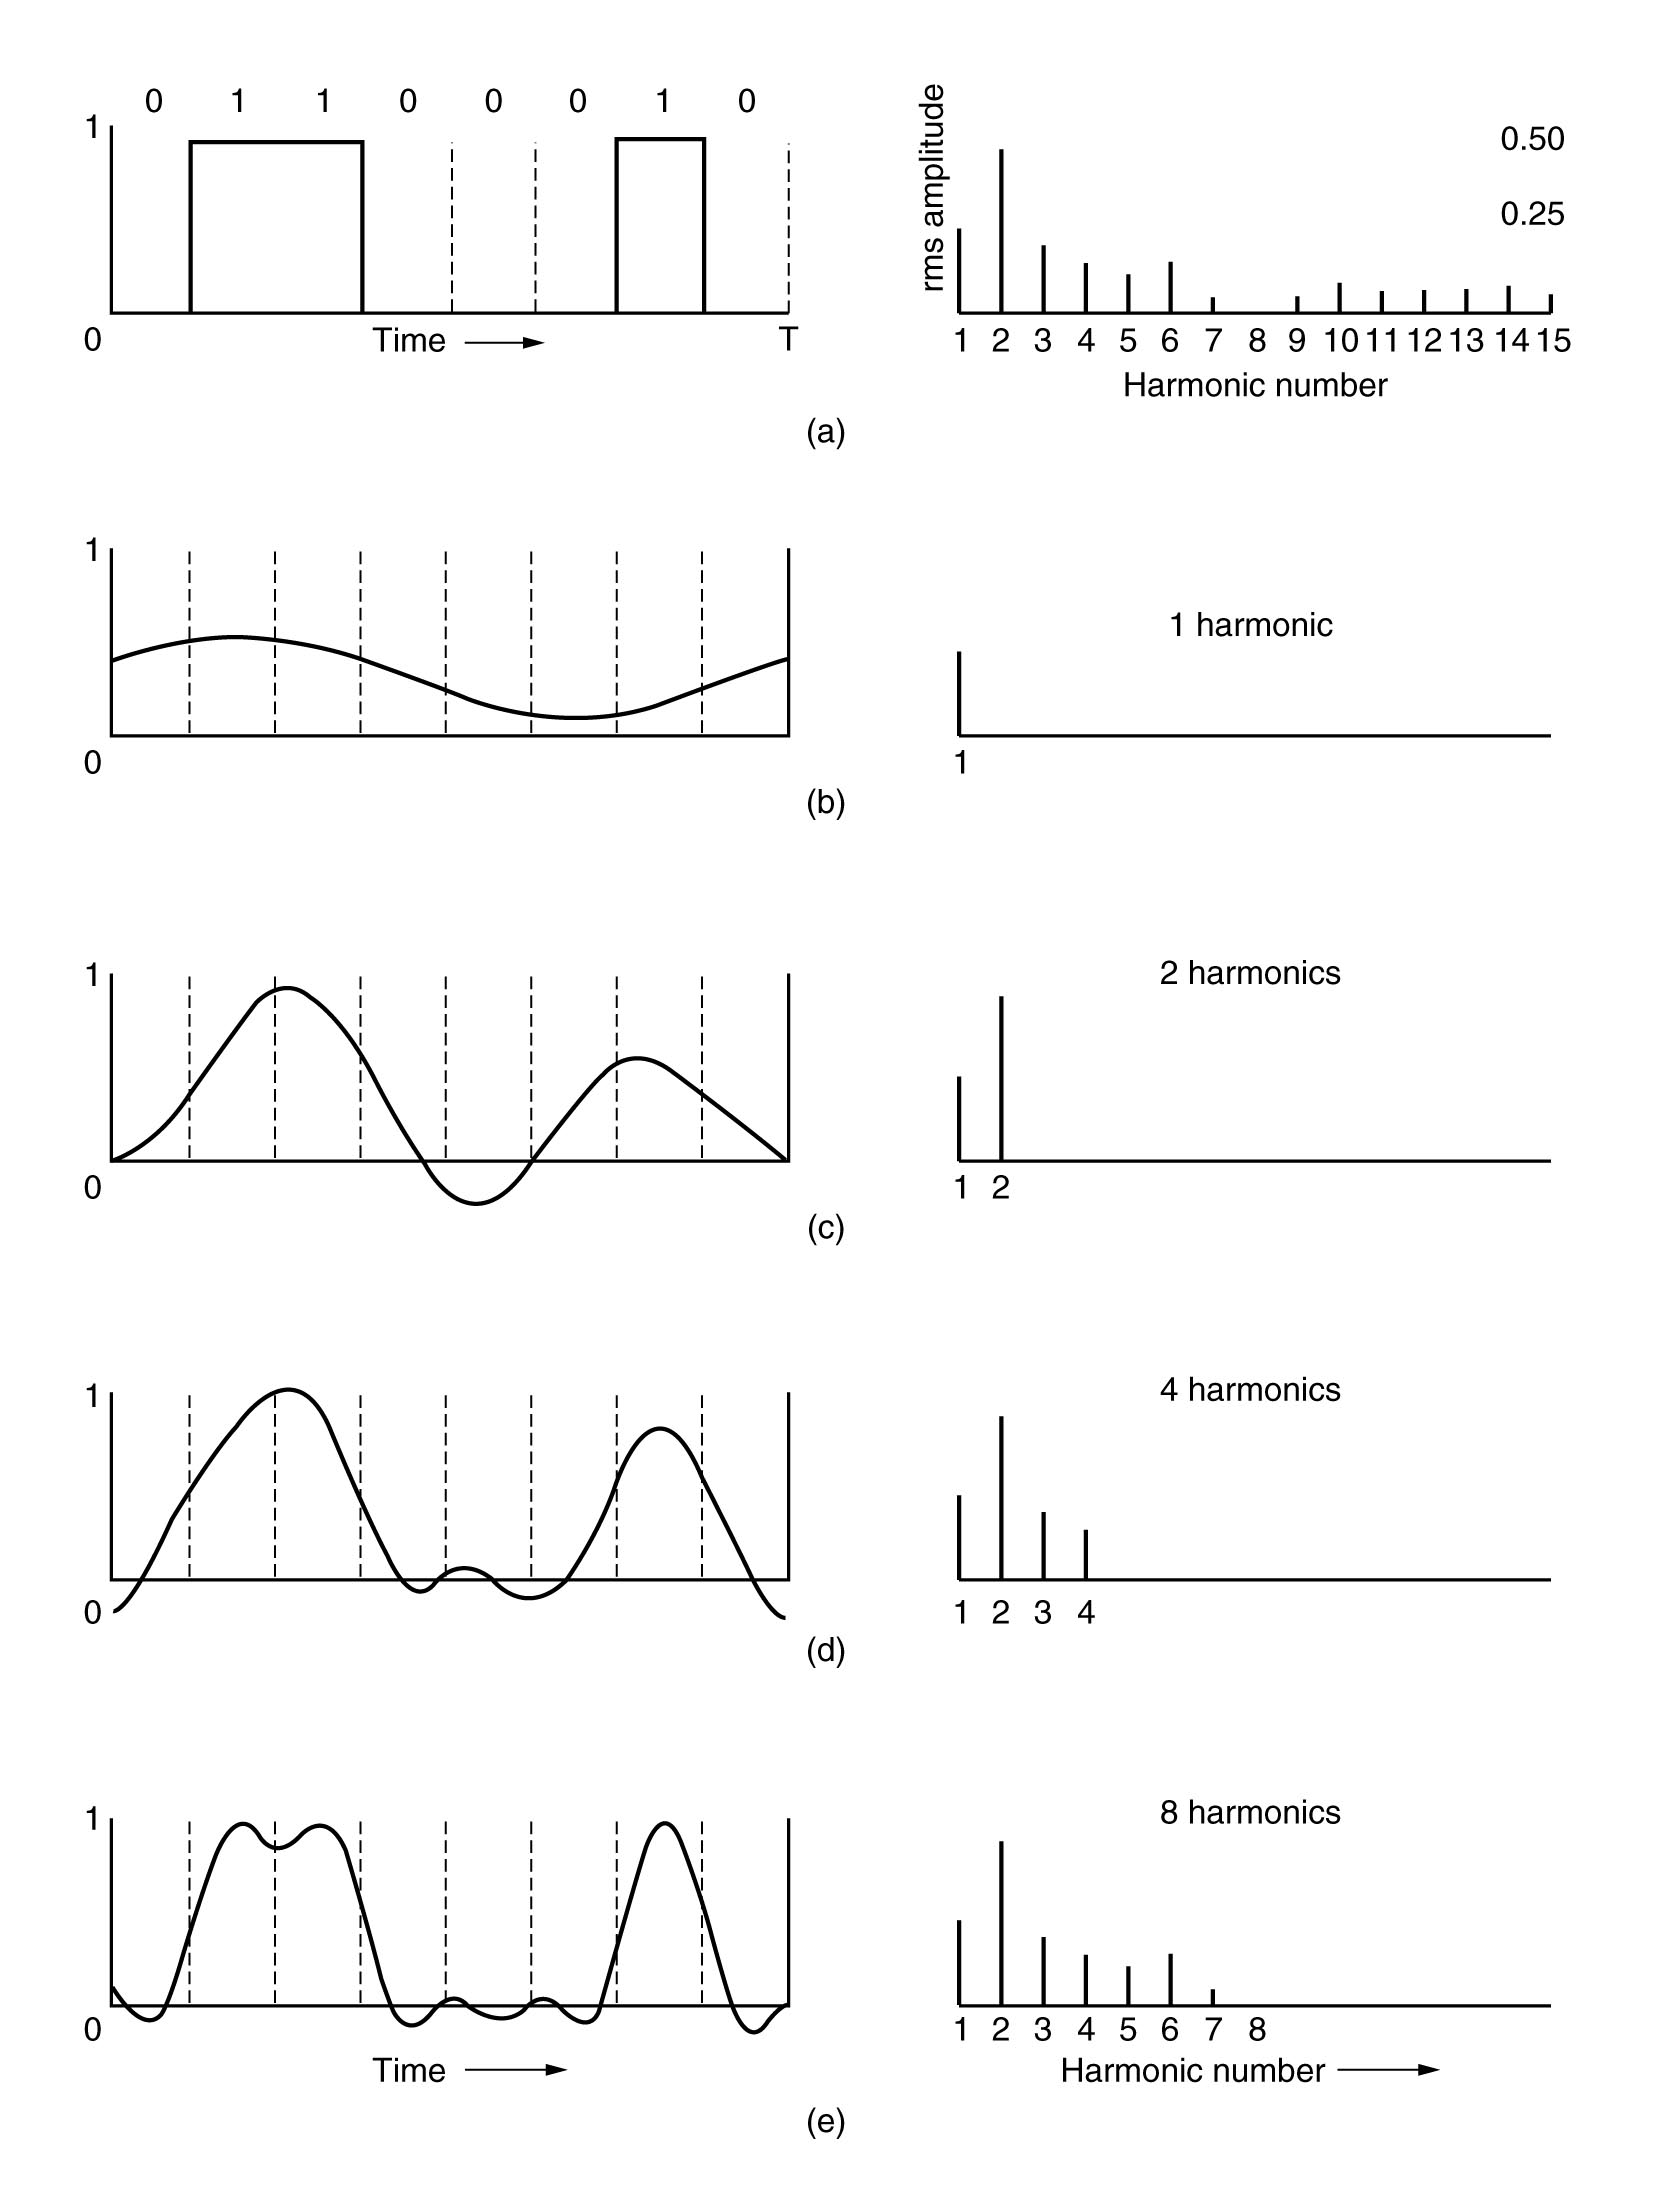 0 1 1 0 0 0 1 0
1
0
Time
T
rms amplitude
0.50
0.25
1 2 3 4 5 6 7 8 9 10 11 12 13 14 15
Harmonic number
(a)
1
0
1 harmonic
1
(b)
1
0
2 harmonics
1 2
(c)
1
0
4 harmonics
1 2 3 4
(d)
1
0
Time
8 harmonics
1 2 3 4 5 6 7 8
Harmonic number
(e)